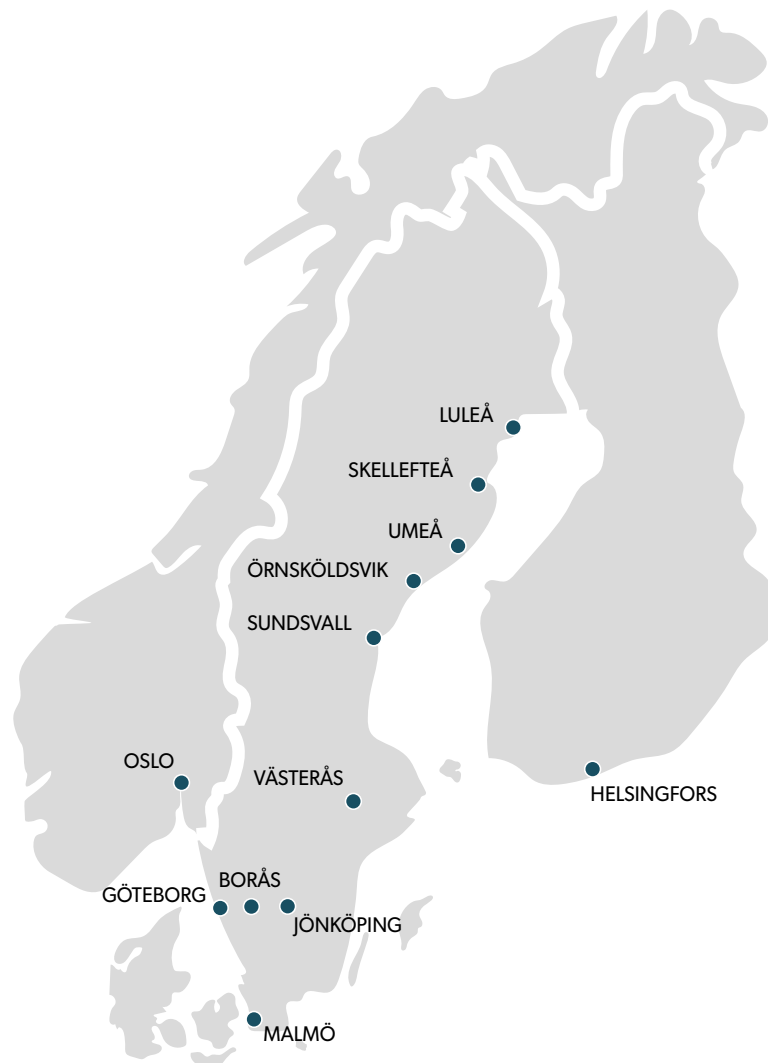 LULEÅ
SKELLEFTEÅ
UMEÅ
ÖRNSKÖLDSVIK
SUNDSVALL
OSLO
VÄSTERÅS
HELSINGFORS
BORÅS
GÖTEBORG
JÖNKÖPING
MALMÖ